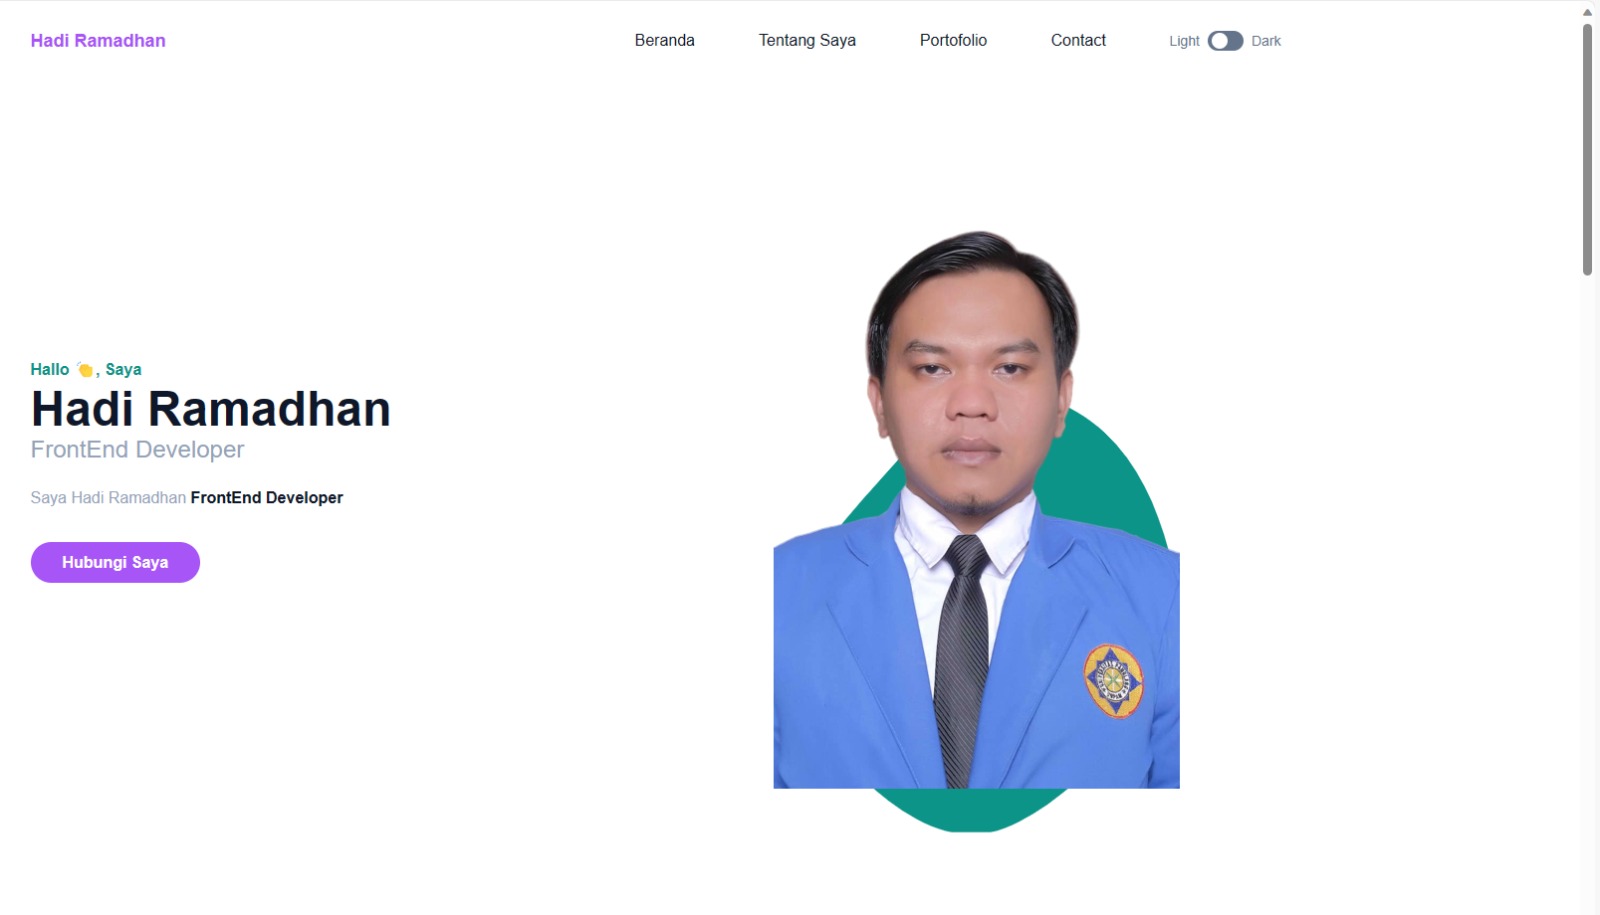 Hadi Ramadhan
Beranda
Tentang Saya
Portofolio
Contact
Light
Dark
Hallo 👏, Saya
Hadi Ramadhan
FrontEnd Developer
Saya Hadi Ramadhan FrontEnd Developer
Hubungi Saya